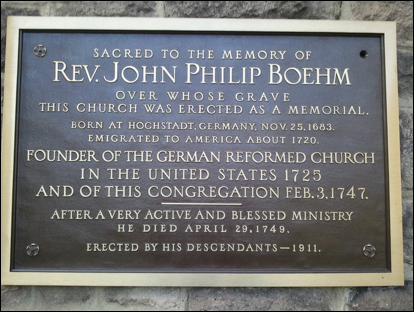 SACRED TO THE MEMORY OF
REV. JOHN PHILIP BOEHM
OVER WHOSE GRAVE
THIS CHURCH WAS ERECTED AS A MEMORIAL.
BORN AT HOCHSTADT, GERMANY, NOV. 25, 1683.
EMIGRATED TO AMERICA ABOUT 1720.
FOUNDER OF THE GERMAN REFORMED CHURCH
IN THE UNITED STATES 1725
AND OF THIS CONGREGATION FEB. 3, 1747.
AFTER A VERY ACTIVE AND BLESSED MINISTRY
HE DIED APRIL 29, 1749.
ERECTED BY HIS DESCENDANTS—1911.